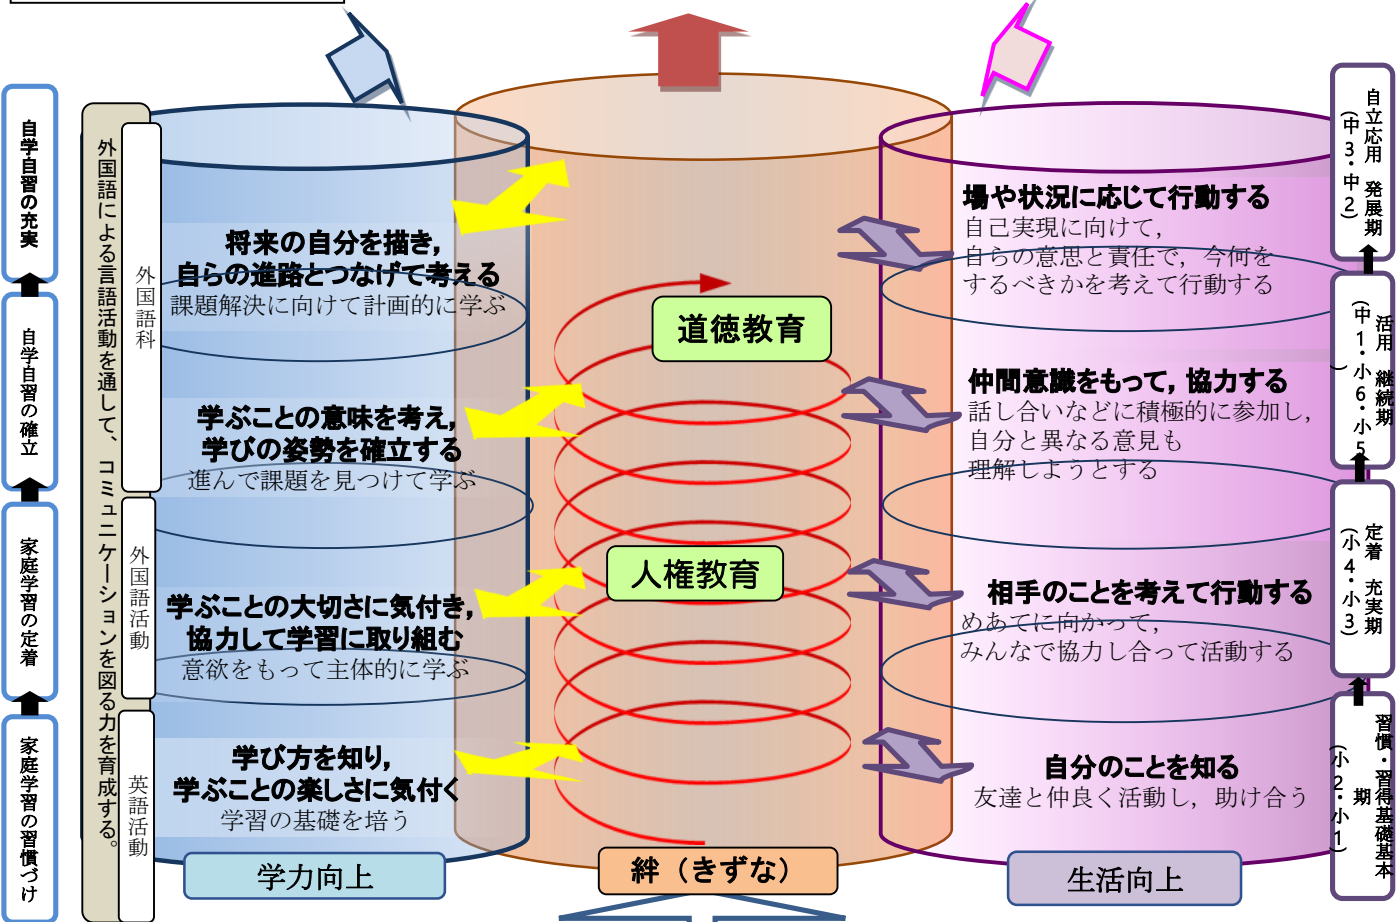 自学自習の充実
自学自習の確立
家庭学習の定着
家庭学習の習慣づけ
外国語による言語活動を通して、コミュニケーションを図る力を育成する。
外国語科
外国語活動
英語活動
将来の自分を描き，
自らの進路とつなげて考える
課題解決に向けて計画的に学ぶ
学ぶことの意味を考え，
学びの姿勢を確立する
進んで課題を見つけて学ぶ
学ぶことの大切さに気付き，
協力して学習に取り組む
意欲をもって主体的に学ぶ
学び方を知り，
学ぶことの楽しさに気付く
学習の基礎を培う
学力向上
道徳教育
人権教育
絆（きずな）
場や状況に応じて行動する
自己実現に向けて，
自らの意思と責任で，今何を
するべきかを考えて行動する
仲間意識をもって，協力する
話し合いなどに積極的に参加し，
自分と異なる意見も
理解しようとする
相手のことを考えて行動する
めあてに向かって，
みんなで協力し合って活動する
自分のことを知る
友達と仲良く活動し，助け合う
生活向上
自立応用　発展期
(中３・中２)
活用　継続期
(中１・小６・小５)
定着　充実期
(小４・小３)
習慣・習得基礎基本
期
(小２・小１)